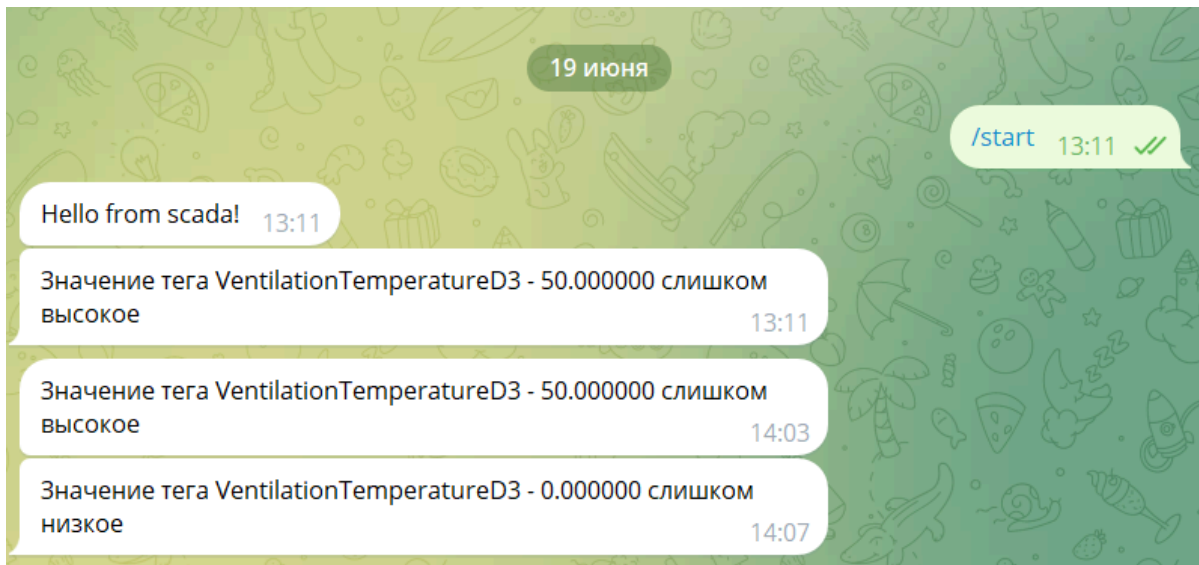 19 июня
/start 13:11
Hello from scada! 13:11
Значение тега VentilationTemperatureD3 - 50.000000 слишком
высокое
13:11
Значение тега VentilationTemperatureD3 - 50.000000 слишком
высокое
14:03
Значение тега VentilationTemperatureD3 - 0.000000 слишком
низкое
14:07